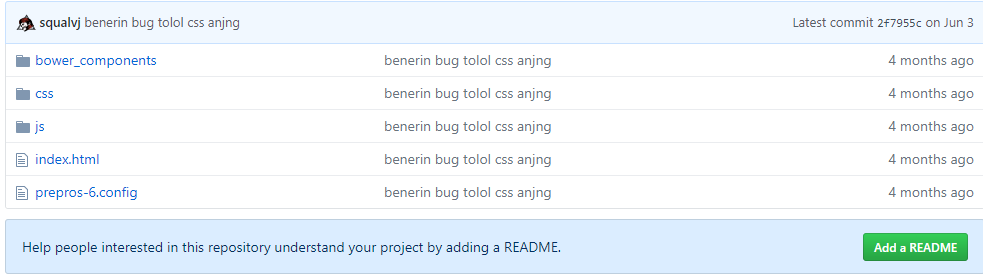 squalvj benerin bug tolol css anjng Latest commit 2f7955c on Jun 3
bower_components benerin bug tolol css anjng 4 months ago
css benerin bug tolol css anjng 4 months ago
js benerin bug tolol css anjng 4 months ago
index.html benerin bug tolol css anjng 4 months ago
prepros-6.config benerin bug tolol css anjng 4 months ago
Help people interested in this repository understand your project by adding a README. Add a README